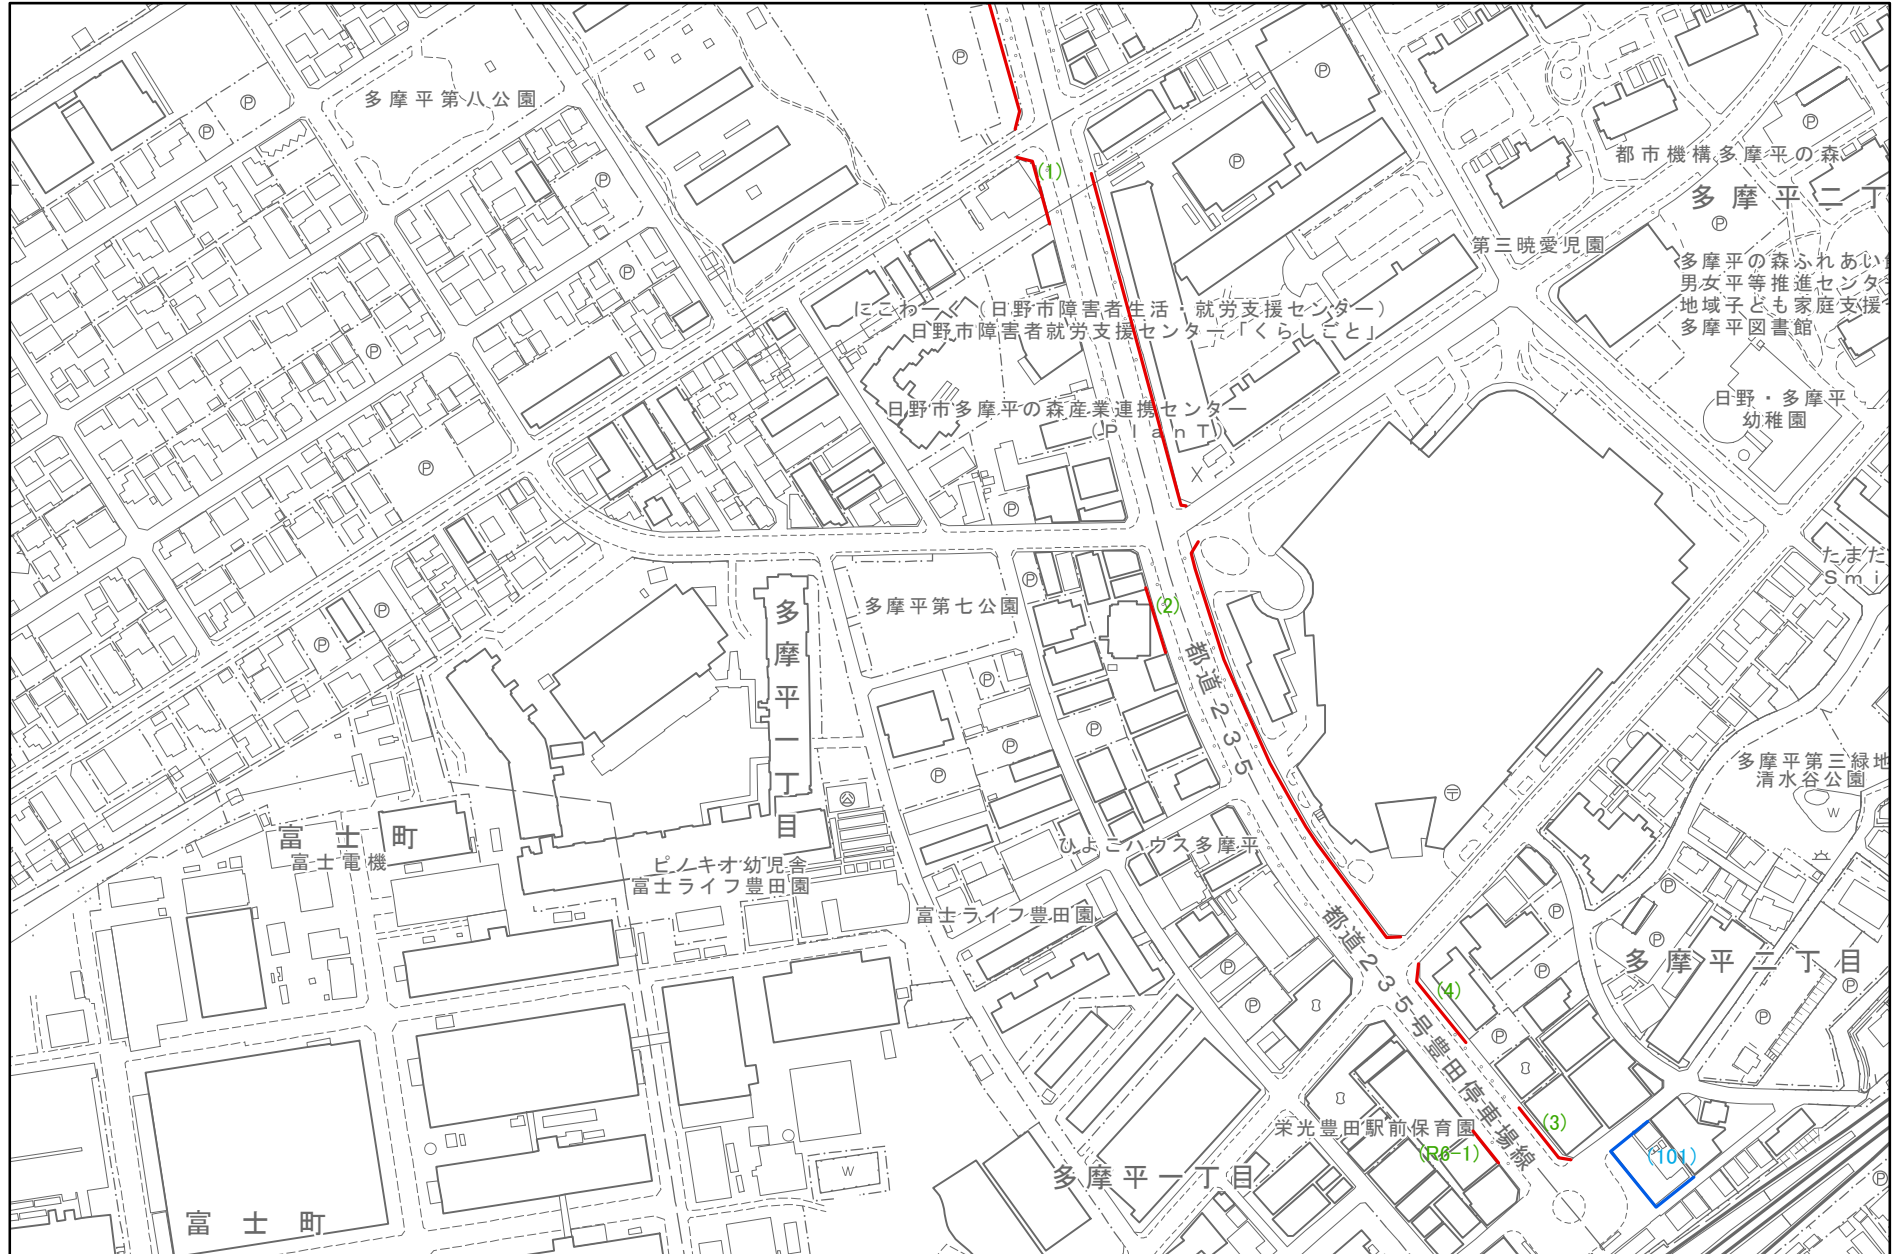 多摩平第八公園
(1)
都市機構多摩平の森
多摩平二丁
第三暁愛児園
多摩平の森ふれあい
男女平等推進センタ
地域子ども家庭支援
多摩平図書館
にこわーく（日野市障害者生活・就労支援センター）
日野市障害者就労支援センター「くらしごと」
日野市多摩平の森産業連携センター
（ＰｌａｎＴ）
日野・多摩平
幼稚園
たまだ
Ｓｍｉ
多摩平第七公園
(2)
多摩平一丁目
都道２３５
多摩平第三緑地
清水谷公園
W
富士町
富士電機
ピノキオ幼児舎
富士ライフ豊田園
ひよこハウス多摩平
富士ライフ豊田園
都道２３５号豊田停車場線
多摩平二丁目
(4)
(3)
栄光豊田駅前保育園
(R6-1)
(101)
多摩平一丁目
W
富士町